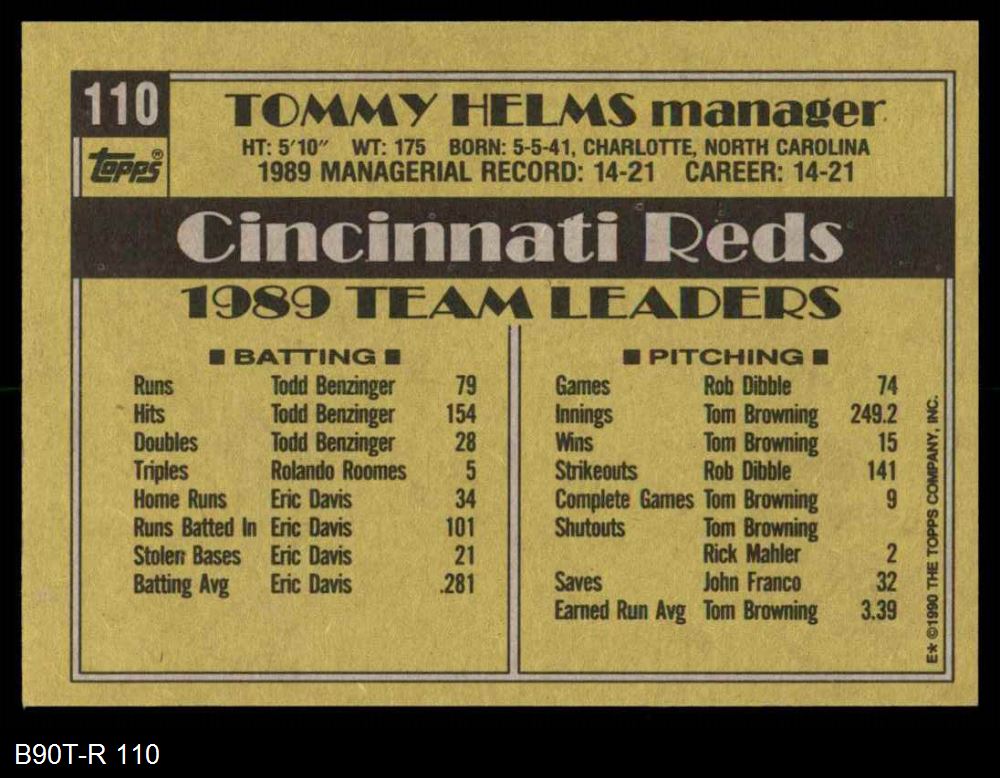 110
TOMMY HELMS manager
HT: 5'10" WT: 175 BORN: 5-5-41, CHARLOTTE, NORTH CAROLINA
topps®
1989 MANAGERIAL RECORD: 14-21 CAREER: 14-21
Cincinnati Reds
1989 TEAM LEADERS
BATTING
Runs Todd Benzinger 79
Hits Todd Benzinger 154
Doubles Todd Benzinger 28
Triples Rolando Roomes 5
Home Runs Eric Davis 34
Runs Batted In Eric Davis 101
Stolen Bases Eric Davis 21
Batting Avg Eric Davis .281
PITCHING
Games Rob Dibble 74
Innings Tom Browning 249.2
Wins Tom Browning 15
Strikeouts Rob Dibble 141
Complete Games Tom Browning 9
Shutouts Tom Browning
Rick Mahler 2
Saves John Franco 32
Earned Run Avg Tom Browning 3.39
E* ©1990 THE TOPPS COMPANY, INC.
B90T-R 110